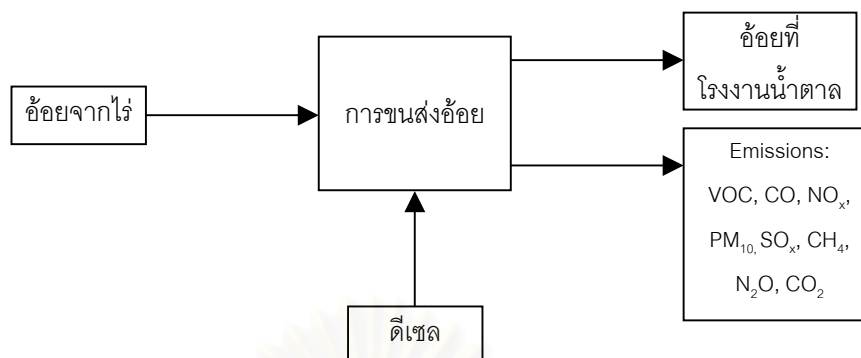 อ้อยจากไร่
การขนส่งอ้อย
อ้อยที่
โรงงานน้ำตาล
Emissions:
VOC, CO, NOₓ,
PM₁₀, SOₓ, CH₄,
N₂O, CO₂
ดีเซล